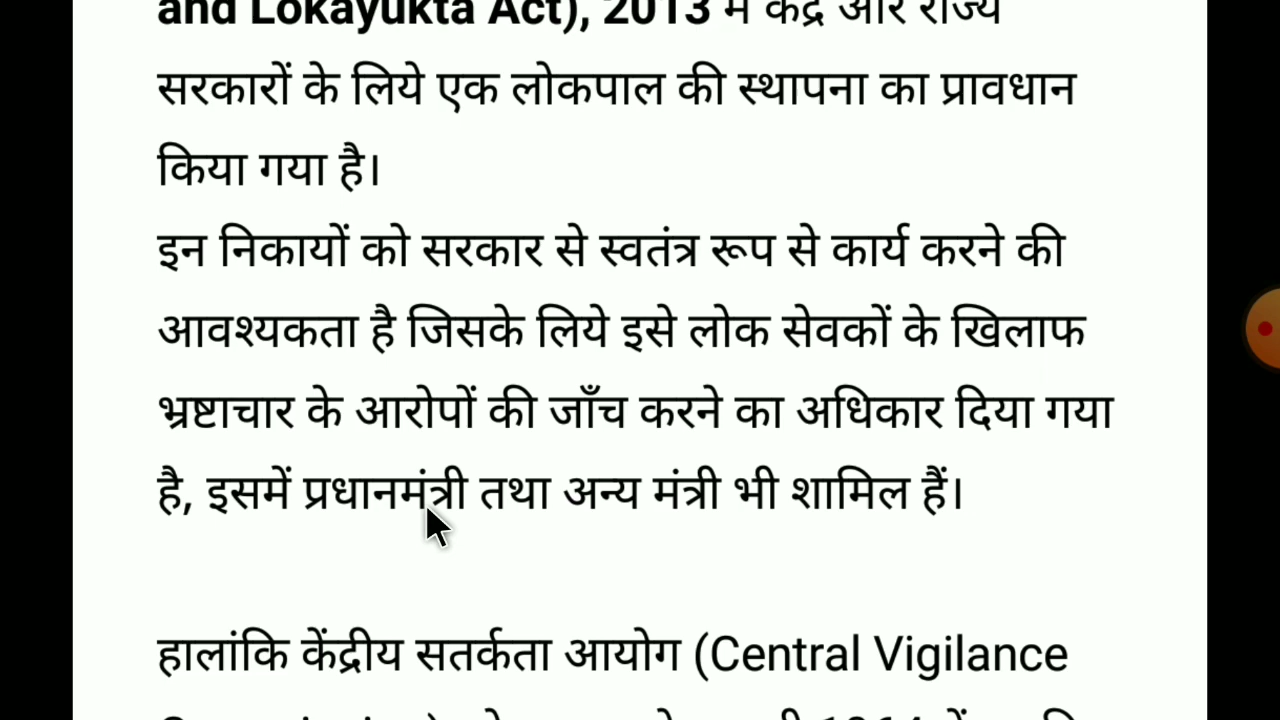 and Lokayukta Act), 2013 में केंद्र और राज्य
सरकारों के लिये एक लोकपाल की स्थापना का प्रावधान
किया गया है।
इन निकायों को सरकार से स्वतंत्र रूप से कार्य करने की
आवश्यकता है जिसके लिये इसे लोक सेवकों के खिलाफ
भ्रष्टाचार के आरोपों की जाँच करने का अधिकार दिया गया
है, इसमें प्रधानमंत्री तथा अन्य मंत्री भी शामिल हैं।
हालांकि केंद्रीय सतर्कता आयोग (Central Vigilance